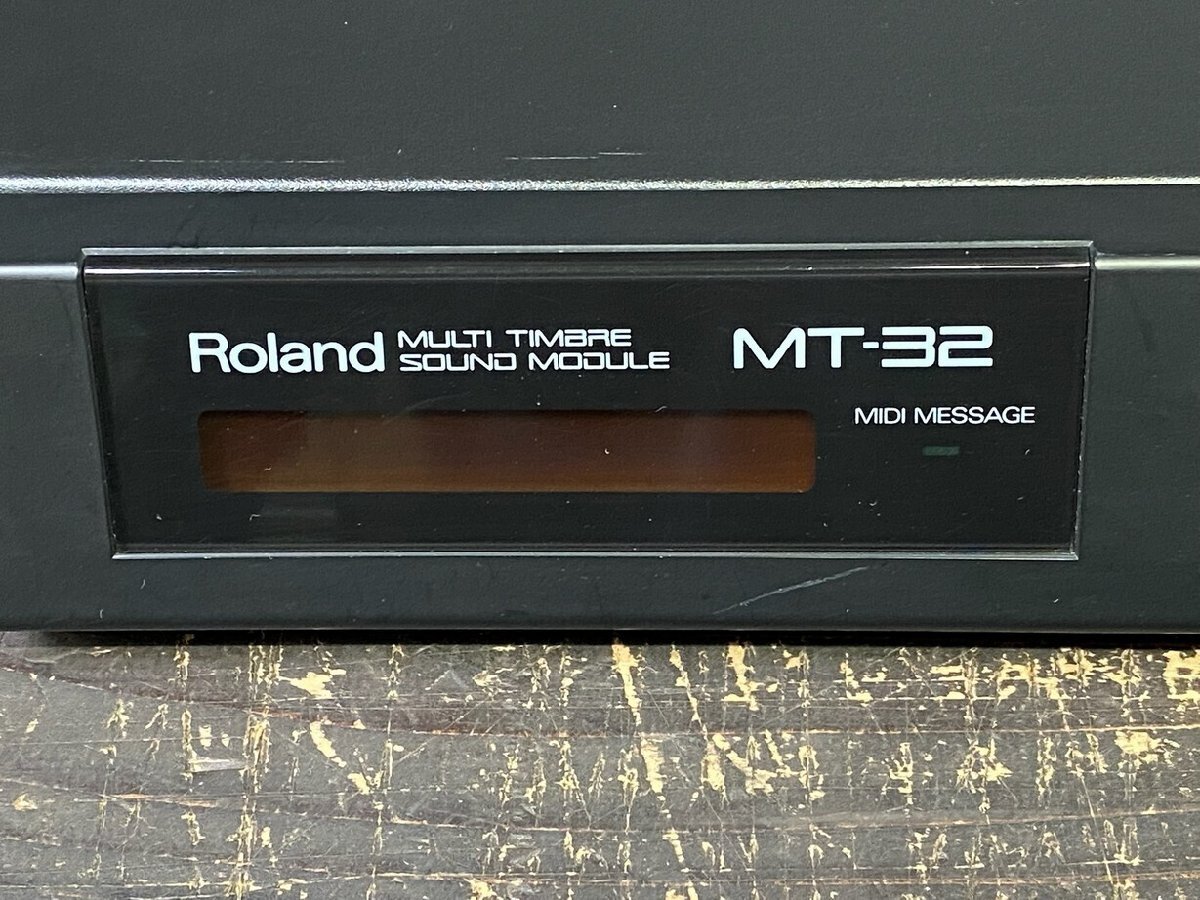 Roland MULTI TIMBRE SOUND MODULE MT-32
MIDI MESSAGE